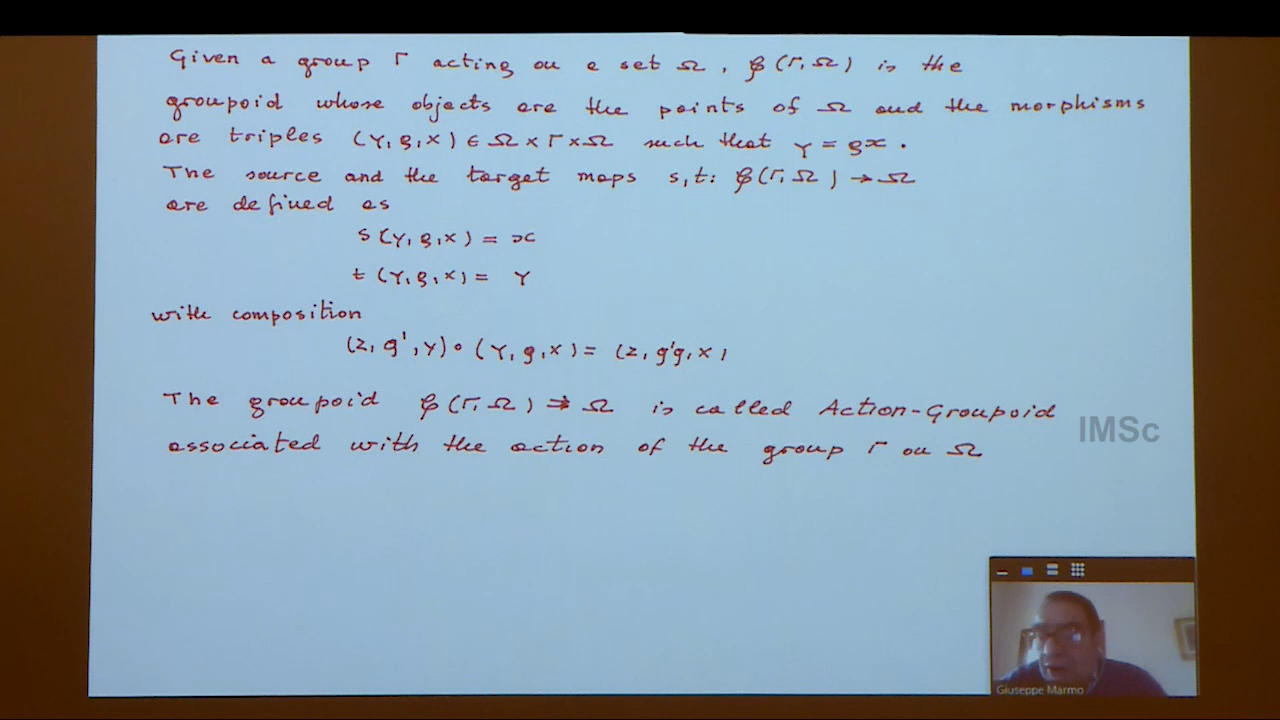 Given a group Γ acting on a set Ω, 𝒢(Γ,Ω) is the
groupoid whose objects are the points of Ω and the morphisms
are triples (y,g,x) ∈ Ω×Γ×Ω such that y = gx.
The source and the target maps s,t: 𝒢(Γ,Ω) → Ω
are defined as
s(y,g,x) = x
t(y,g,x) = y
with composition
(z,g',y)∘(y,g,x) = (z,g'g,x)
The groupoid 𝒢(Γ,Ω) ⇉ Ω is called Action-Groupoid
associated with the action of the group Γ on Ω
IMSc
Giuseppe Marmo